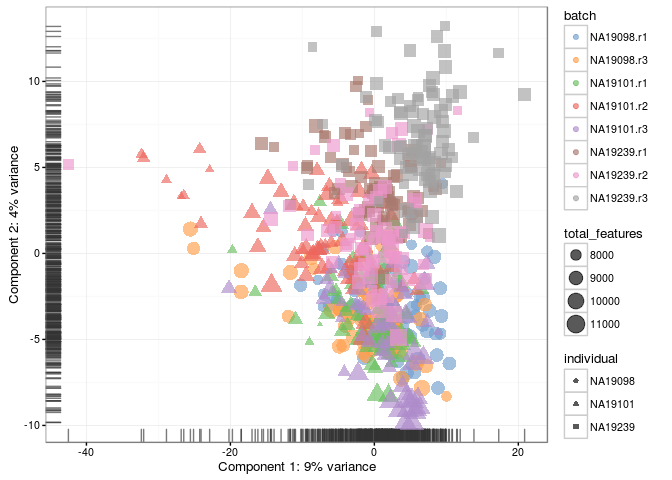 10
5
0
-5
-10
-40
-20
0
20
Component 1: 9% variance
Component 2: 4% variance
batch
NA19098.r1
NA19098.r3
NA19101.r1
NA19101.r2
NA19101.r3
NA19239.r1
NA19239.r2
NA19239.r3
total_features
8000
9000
10000
11000
individual
NA19098
NA19101
NA19239